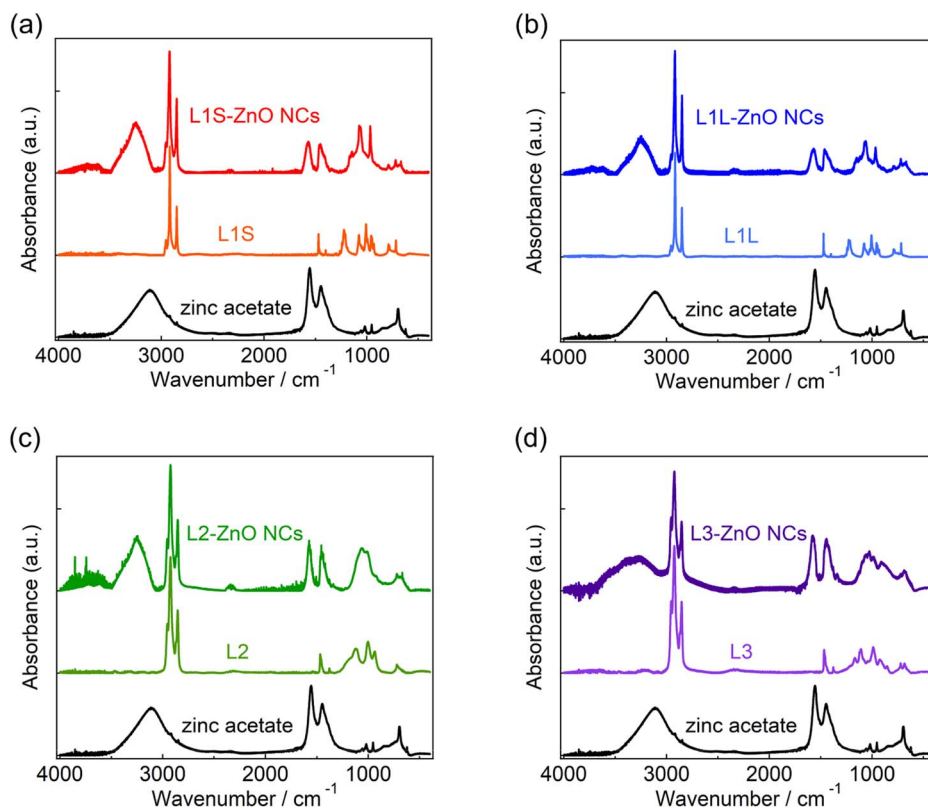 (a)
Absorbance (a.u.)
L1S-ZnO NCs
L1S
zinc acetate
4000 3000 2000 1000
Wavenumber / cm⁻¹
(b)
Absorbance (a.u.)
L1L-ZnO NCs
L1L
zinc acetate
4000 3000 2000 1000
Wavenumber / cm⁻¹
(c)
Absorbance (a.u.)
L2-ZnO NCs
L2
zinc acetate
4000 3000 2000 1000
Wavenumber / cm⁻¹
(d)
Absorbance (a.u.)
L3-ZnO NCs
L3
zinc acetate
4000 3000 2000 1000
Wavenumber / cm⁻¹